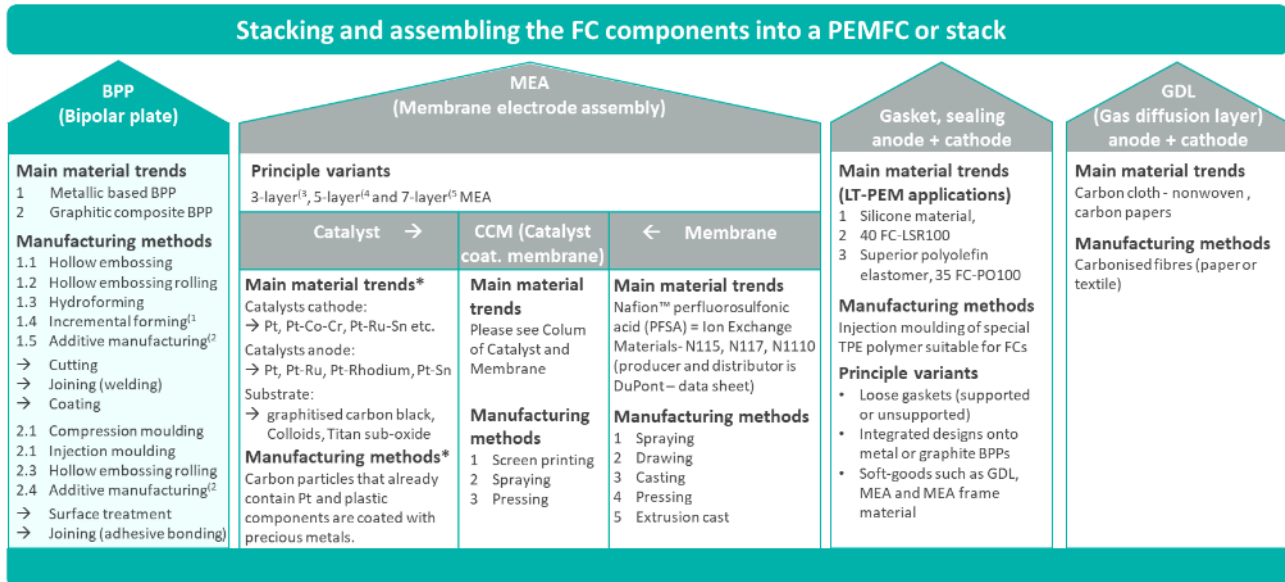 Stacking and assembling the FC components into a PEMFC or stack
BPP
(Bipolar plate)
Main material trends
1 Metallic based BPP
2 Graphitic composite BPP
Manufacturing methods
1.1 Hollow embossing
1.2 Hollow embossing rolling
1.3 Hydroforming
1.4 Incremental forming(1
1.5 Additive manufacturing(2
→ Cutting
→ Joining (welding)
→ Coating
2.1 Compression moulding
2.1 Injection moulding
2.3 Hollow embossing rolling
2.4 Additive manufacturing(2
→ Surface treatment
→ Joining (adhesive bonding)
MEA
(Membrane electrode assembly)
Principle variants
3-layer(3, 5-layer(4 and 7-layer(5 MEA
Catalyst →
Main material trends*
Catalysts cathode:
→ Pt, Pt-Co-Cr, Pt-Ru-Sn etc.
Catalysts anode:
→ Pt, Pt-Ru, Pt-Rhodium, Pt-Sn
Substrate:
→ graphitised carbon black,
Colloids, Titan sub-oxide
Manufacturing methods*
Carbon particles that already
contain Pt and plastic
components are coated with
precious metals.
CCM (Catalyst
coat. membrane)
Main material
trends
Please see Colum
of Catalyst and
Membrane
Manufacturing
methods
1 Screen printing
2 Spraying
3 Pressing
← Membrane
Main material trends
Nafion™ perfluorosulfonic
acid (PFSA) = Ion Exchange
Materials- N115, N117, N1110
(producer and distributor is
DuPont – data sheet)
Manufacturing methods
1 Spraying
2 Drawing
3 Casting
4 Pressing
5 Extrusion cast
Gasket, sealing
anode + cathode
Main material trends
(LT-PEM applications)
1 Silicone material,
2 40 FC-LSR100
3 Superior polyolefin
elastomer, 35 FC-PO100
Manufacturing methods
Injection moulding of special
TPE polymer suitable for FCs
Principle variants
• Loose gaskets (supported
or unsupported)
• Integrated designs onto
metal or graphite BPPs
• Soft-goods such as GDL,
MEA and MEA frame
material
GDL
(Gas diffusion layer)
anode + cathode
Main material trends
Carbon cloth - nonwoven ,
carbon papers
Manufacturing methods
Carbonised fibres (paper or
textile)